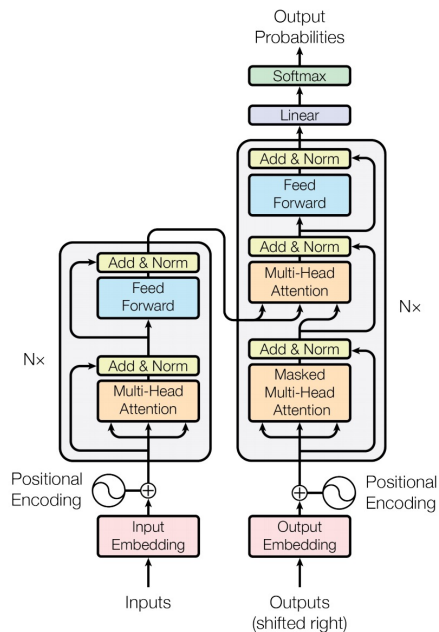 Output
Probabilities
Softmax
Linear
Add & Norm
Feed
Forward
Add & Norm
Multi-Head
Attention
Nx
Add & Norm
Masked
Multi-Head
Attention
Positional
Encoding
Output
Embedding
Outputs
(shifted right)
Add & Norm
Feed
Forward
Nx
Add & Norm
Multi-Head
Attention
Positional
Encoding
Input
Embedding
Inputs